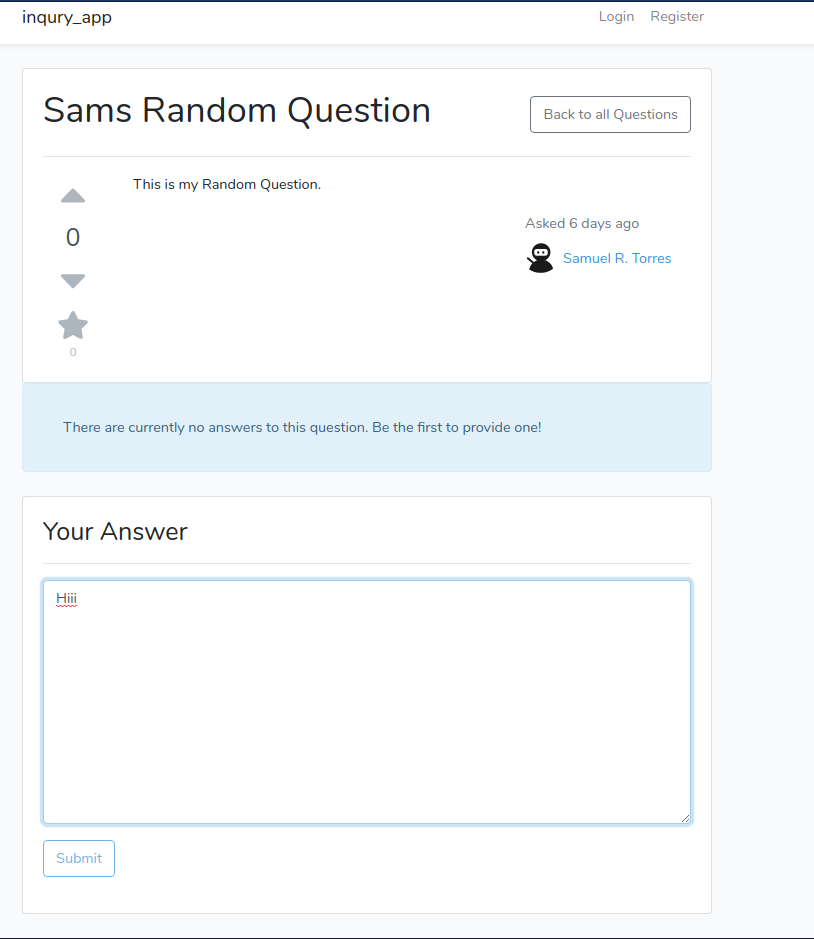 inqury_app Login Register
Sams Random Question
Back to all Questions
This is my Random Question.
0
Asked 6 days ago
Samuel R. Torres
0
There are currently no answers to this question. Be the first to provide one!
Your Answer
Hiii
Submit